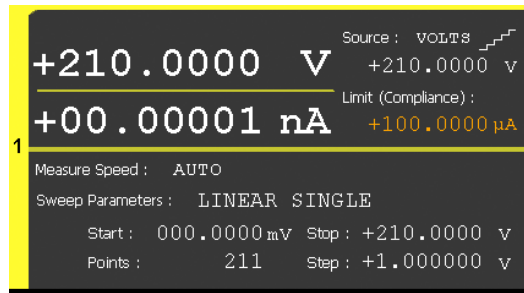 Source : VOLTS
+210.0000 V
+210.0000 V
Limit (Compliance) :
+00.00001 nA
+100.0000 µA
1
Measure Speed : AUTO
Sweep Parameters : LINEAR SINGLE
Start : 000.0000 mV Stop : +210.0000 V
Points : 211 Step : +1.000000 V